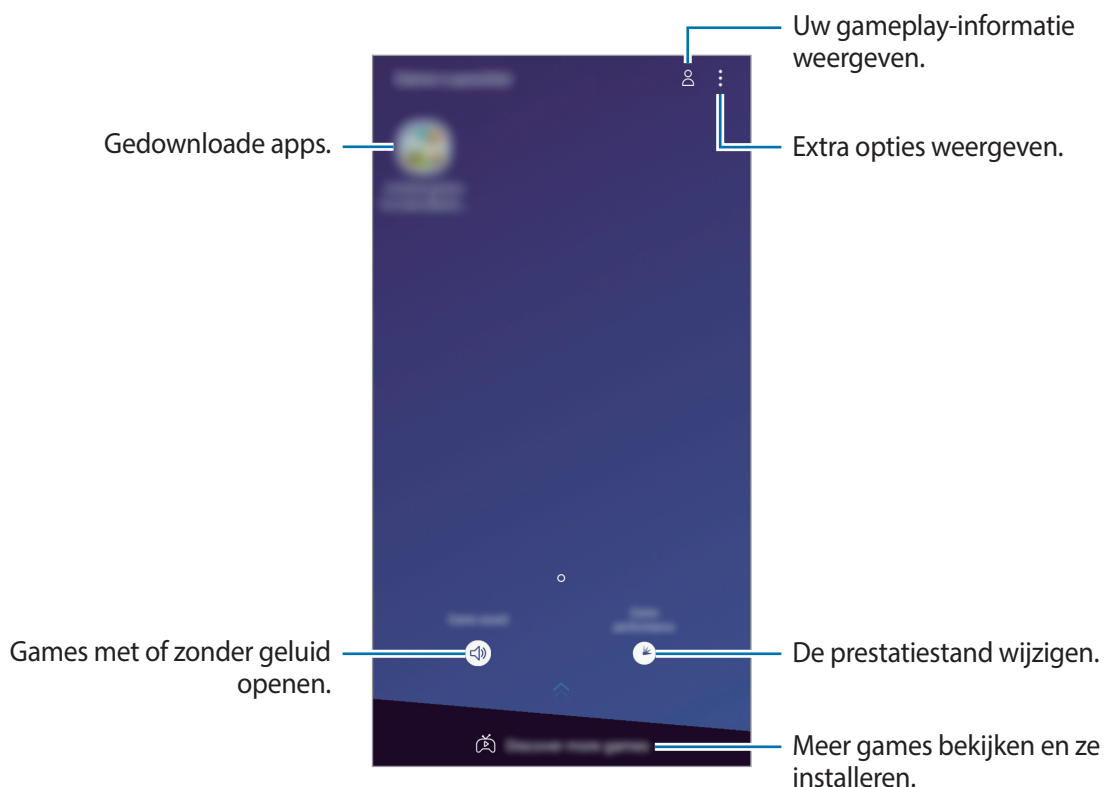 Uw gameplay-informatie
weergeven.
Gedownloade apps.
Extra opties weergeven.
Games met of zonder geluid
openen.
De prestatiestand wijzigen.
Meer games bekijken en ze
installeren.